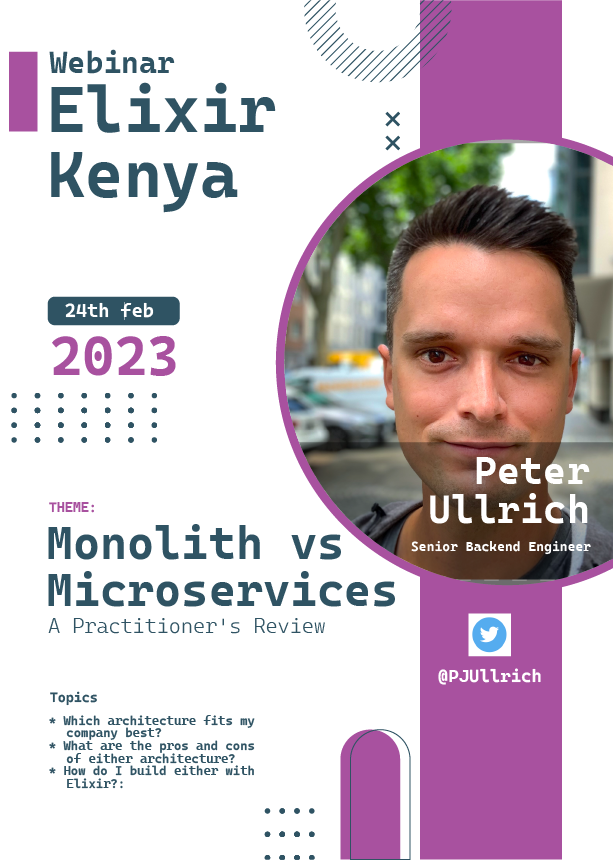 Webinar
Elixir
Kenya
24th feb
2023
Peter
Ullrich
Senior Backend Engineer
THEME:
Monolith vs
Microservices
A Practitioner's Review
@PJUllrich
Topics
* Which architecture fits my
company best?
* What are the pros and cons
of either architecture?
* How do I build either with
Elixir?: